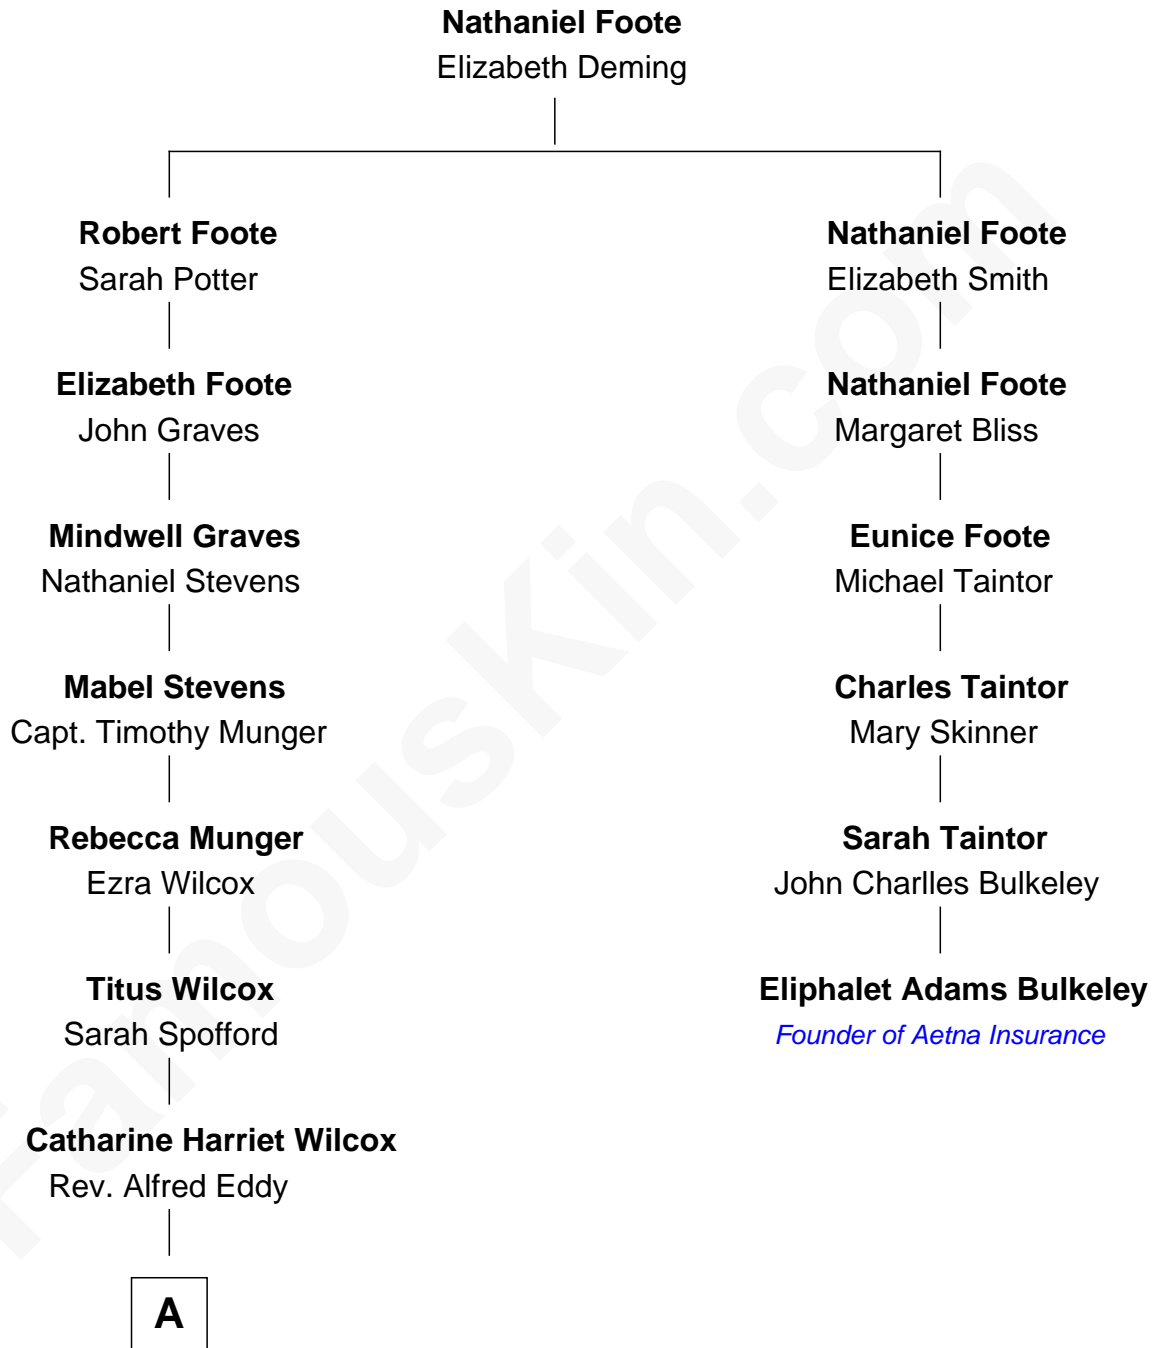 Nathaniel Foote
Elizabeth Deming
Robert Foote
Sarah Potter
Elizabeth Foote
John Graves
Mindwell Graves
Nathaniel Stevens
Mabel Stevens
Capt. Timothy Munger
Rebecca Munger
Ezra Wilcox
Titus Wilcox
Sarah Spofford
Catharine Harriet Wilcox
Rev. Alfred Eddy
A
Nathaniel Foote
Elizabeth Smith
Nathaniel Foote
Margaret Bliss
Eunice Foote
Michael Taintor
Charles Taintor
Mary Skinner
Sarah Taintor
John Charlles Bulkeley
Eliphalet Adams Bulkeley
Founder of Aetna Insurance
FamousKin.com